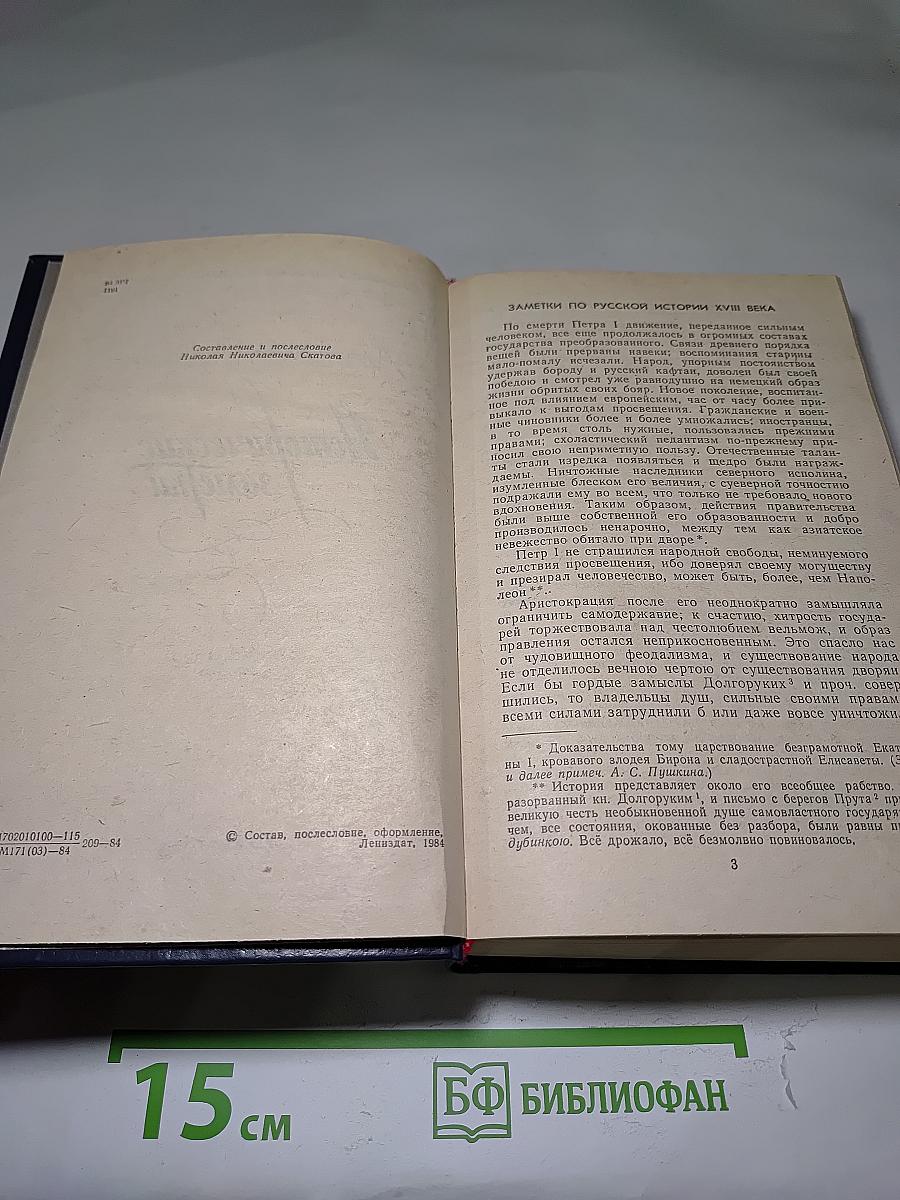 Составление и послесловие
Николая Николаевича Скатова
1702010100—115
М171(03)—84
209—84
© Состав, послесловие, оформление,
Лениздат, 1984
ЗАМЕТКИ ПО РУССКОЙ ИСТОРИИ XVIII ВЕКА
По смерти Петра I движение, переданное сильным
человеком, все еще продолжалось в огромных составах
государства преобразованного. Связи древнего порядка
вещей были прерваны навеки; воспоминания старины
мало-помалу исчезали. Народ, упорным постоянством
удержав бороду и русский кафтан, доволен был своей
победою и смотрел уже равнодушно на немецкий образ
жизни обритых своих бояр. Новое поколение, воспитан-
ное под влиянием европейским, час от часу более при-
выкало к выгодам просвещения. Гражданские и воен-
ные чиновники более и более умножались; иностранцы,
в то время столь нужные, пользовались прежними
правами; схоластический педантизм по-прежнему при-
носил свою неприметную пользу. Отечественные талан-
ты стали изредка появляться и щедро были награж-
даемы. Ничтожные наследники северного исполина,
изумленные блеском его величия, с суеверной точностию
подражали ему во всем, что только не требовало нового
вдохновения. Таким образом, действия правительства
были выше собственной его образованности и добро
производилось ненарочно, между тем как азиатское
невежество обитало при дворе*.
Петр I не страшился народной свободы, неминуемого
следствия просвещения, ибо доверял своему могуществу
и презирал человечество, может быть, более, чем Напо-
леон**.
Аристокрация после его неоднократно замышляла
ограничить самодержавие; к счастию, хитрость госуда-
рей торжествовала над честолюбием вельмож, и образ
правления остался неприкосновенным. Это спасло нас
от чудовищного феодализма, и существование народа
не отделилось вечною чертою от существования дворян
Если бы гордые замыслы Долгоруких³ и проч. совер
шились, то владельцы душ, сильные своими правам
всеми силами затруднили б или даже вовсе уничтожи
* Доказательства тому царствование безграмотной Екат
ны I, кровавого злодея Бирона и сладострастной Елисаветы. (З
и далее примеч. А. С. Пушкина.)
** История представляет около его всеобщее рабство.
разорванный кн. Долгоруким¹, и письмо с берегов Прута² при
великую честь необыкновенной душе самовластного государя
чем, все состояния, окованные без разбора, были равны п
дубинкою. Всё дрожало, всё безмолвно повиновалось.
3
15 см
БФ БИБЛИОФАН